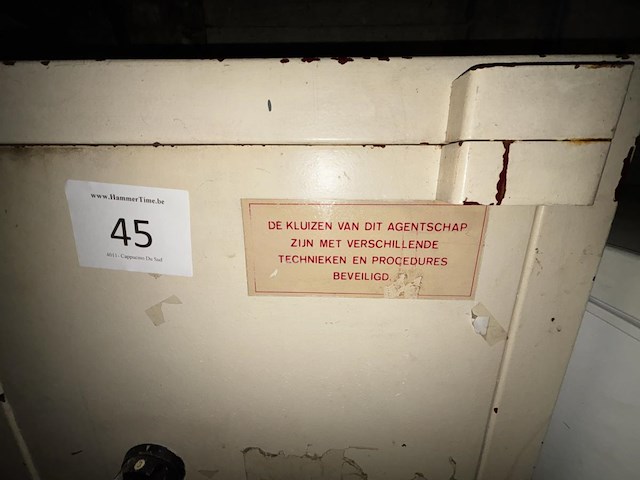 www.HammerTime.be
45
DE KLUIZEN VAN DIT AGENTSCHAP
ZIJN MET VERSCHILLENDE
TECHNIEKEN EN PROCEDURES
BEVEILIGD.